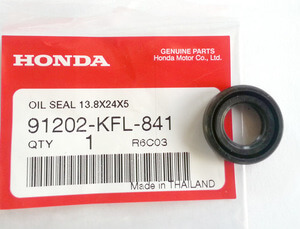 HONDA
GENUINE PARTS
Honda Motor Co., Ltd.
OIL SEAL 13.8X24X5
91202-KFL-841
QTY 1 R6C03
Made in THAILAND